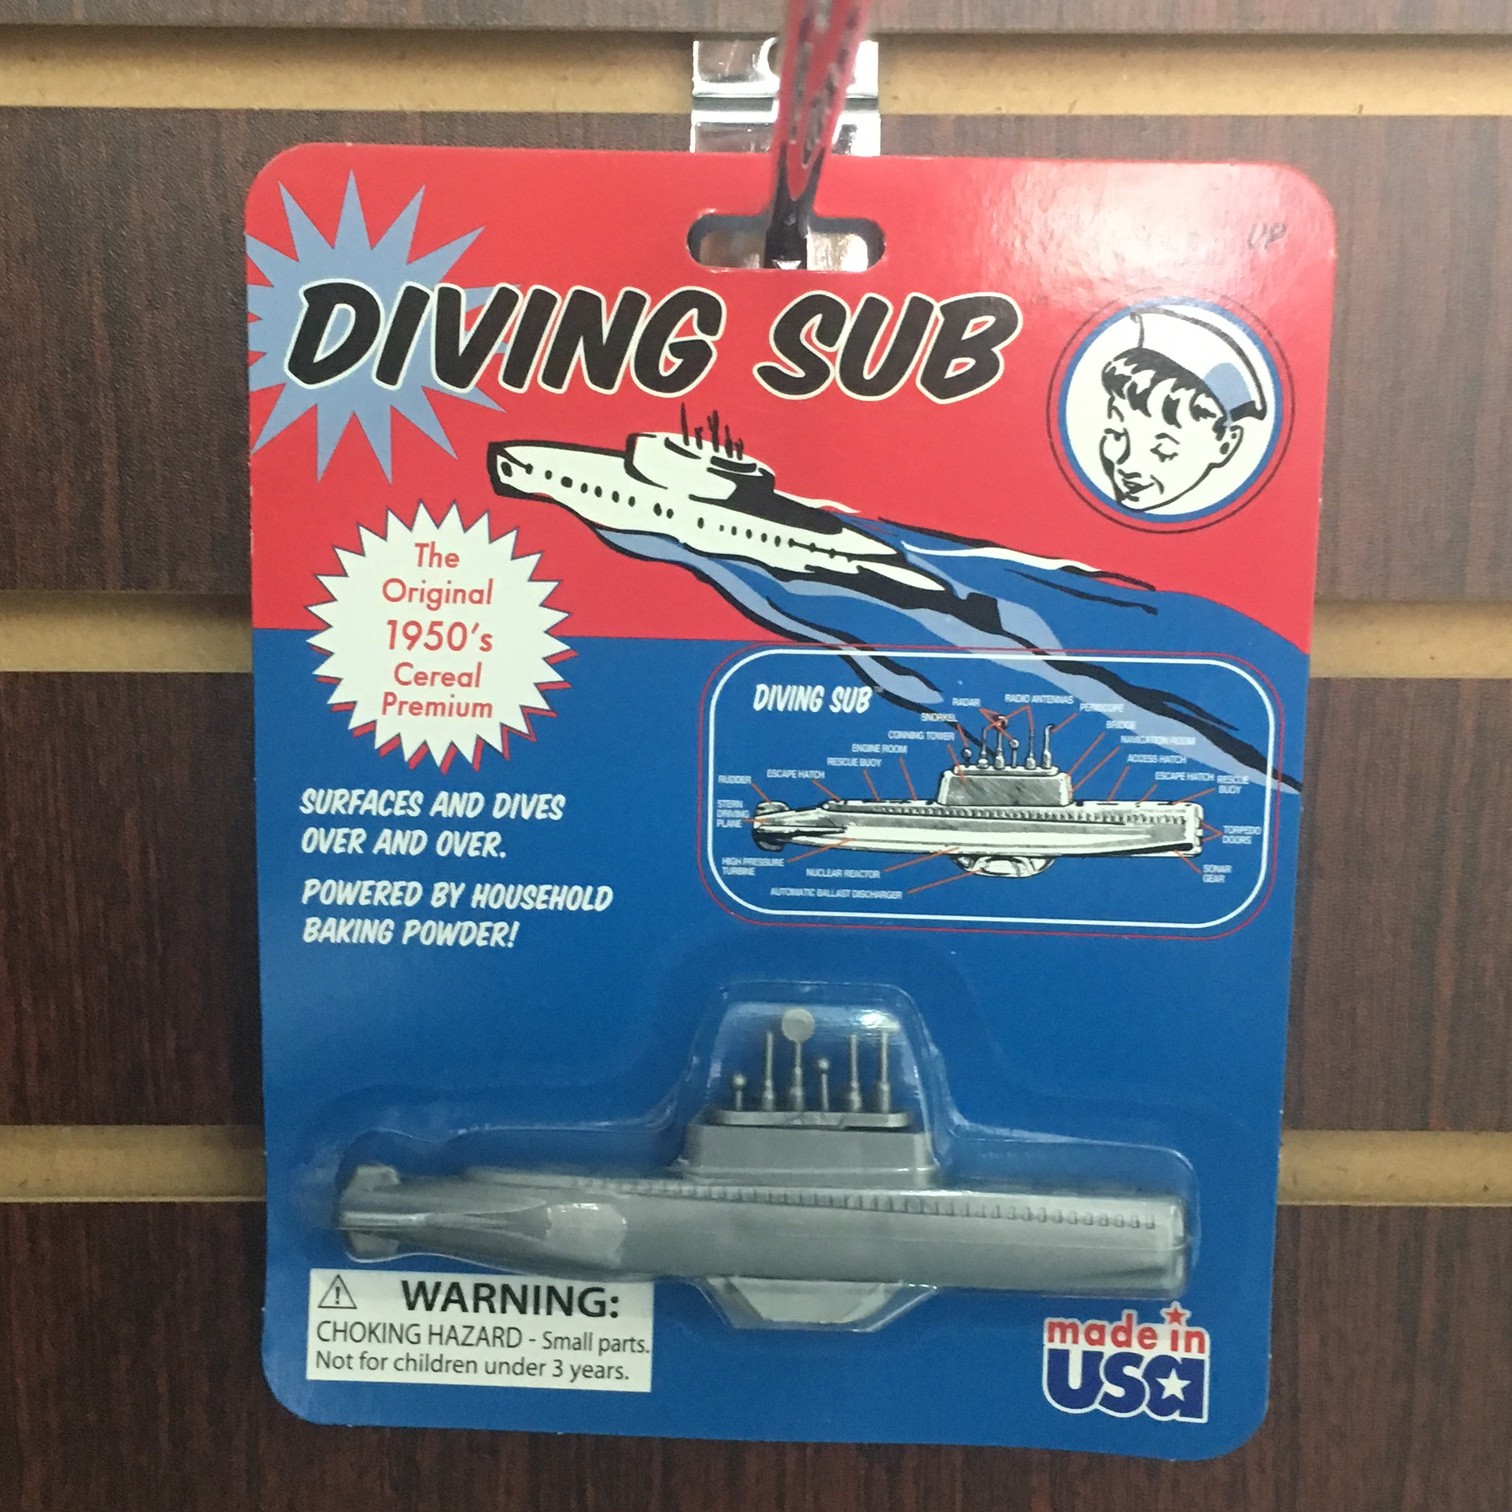 UP
DIVING SUB
The
Original
1950's
Cereal
Premium
SURFACES AND DIVES
OVER AND OVER.
POWERED BY HOUSEHOLD
BAKING POWDER!
DIVING SUB™
RADAR
RADIO ANTENNAS
PERISCOPE
SNORKEL
BRIDGE
CONNING TOWER
NAVIGATION ROOM
ENGINE ROOM
ACCESS HATCH
RESCUE BUOY
ESCAPE HATCH
ESCAPE HATCH
RESCUE
BUOY
RUDDER
STERN
DRIVING
PLANE
TORPEDO
DOORS
HIGH PRESSURE
TURBINE
NUCLEAR REACTOR
SONAR
GEAR
AUTOMATIC BALLAST DISCHARGER
WARNING:
CHOKING HAZARD - Small parts.
Not for children under 3 years.
made in
USA